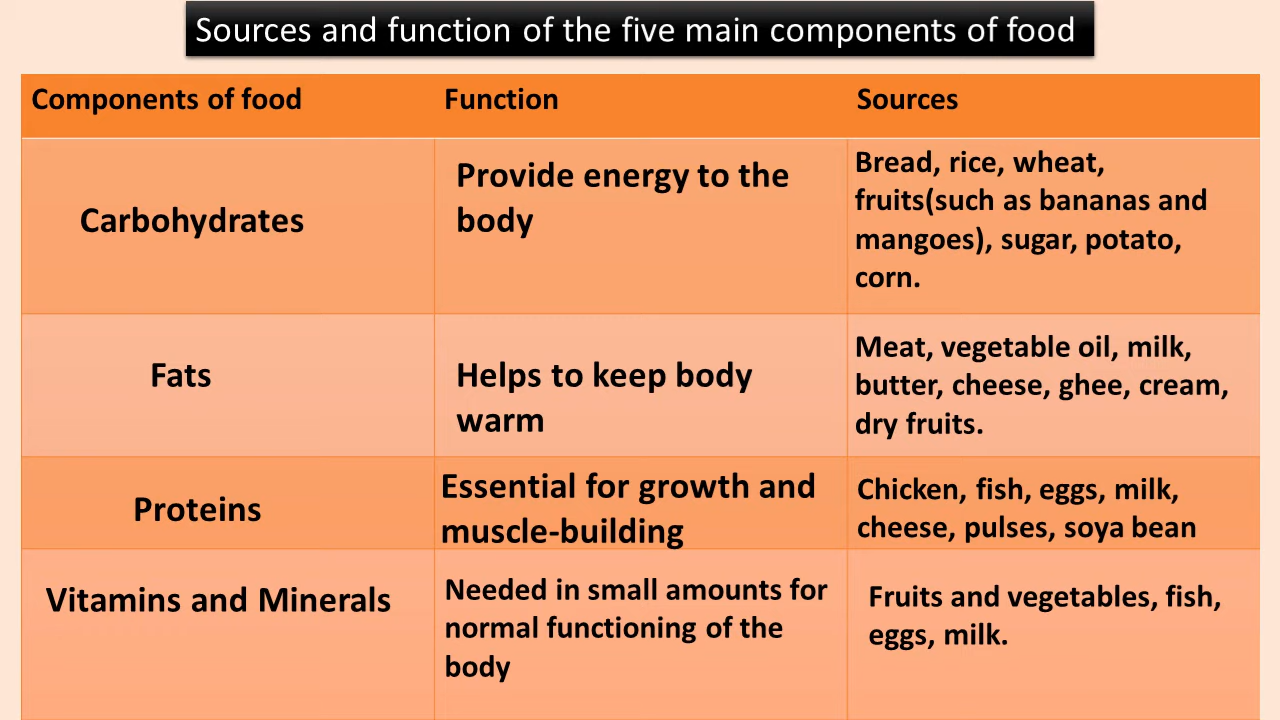 Sources and function of the five main components of food
Components of food
Function
Sources
Carbohydrates
Provide energy to the
body
Bread, rice, wheat,
fruits(such as bananas and
mangoes), sugar, potato,
corn.
Fats
Helps to keep body
warm
Meat, vegetable oil, milk,
butter, cheese, ghee, cream,
dry fruits.
Proteins
Essential for growth and
muscle-building
Chicken, fish, eggs, milk,
cheese, pulses, soya bean
Vitamins and Minerals
Needed in small amounts for
normal functioning of the
body
Fruits and vegetables, fish,
eggs, milk.